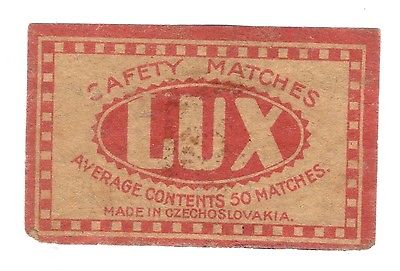 SAFETY MATCHES
LUX
AVERAGE CONTENTS 50 MATCHES.
MADE IN CZECHOSLOVAKIA.